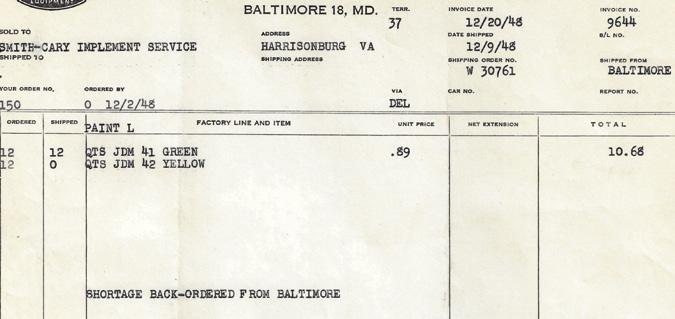 EQUIPMENT
BALTIMORE 18, MD.
TERR. INVOICE DATE INVOICE NO.
37 12/20/48 9644
SOLD TO ADDRESS DATE SHIPPED B/L NO.
SMITH-CARY IMPLEMENT SERVICE HARRISONBURG VA 12/9/48
SHIPPED TO SHIPPING ADDRESS SHIPPING ORDER NO. SHIPPED FROM
W 30761 BALTIMORE
YOUR ORDER NO, ORDERED BY VIA CAR NO. REPORT NO.
150 O 12/2/48 DEL
ORDERED SHIPPED FACTORY LINE AND ITEM UNIT PRICE NET EXTENSION TOTAL
PAINT L
12 12 QTS JDM 41 GREEN .89 10.68
12 0 QTS JDM 42 YELLOW
SHORTAGE BACK-ORDERED FROM BALTIMORE